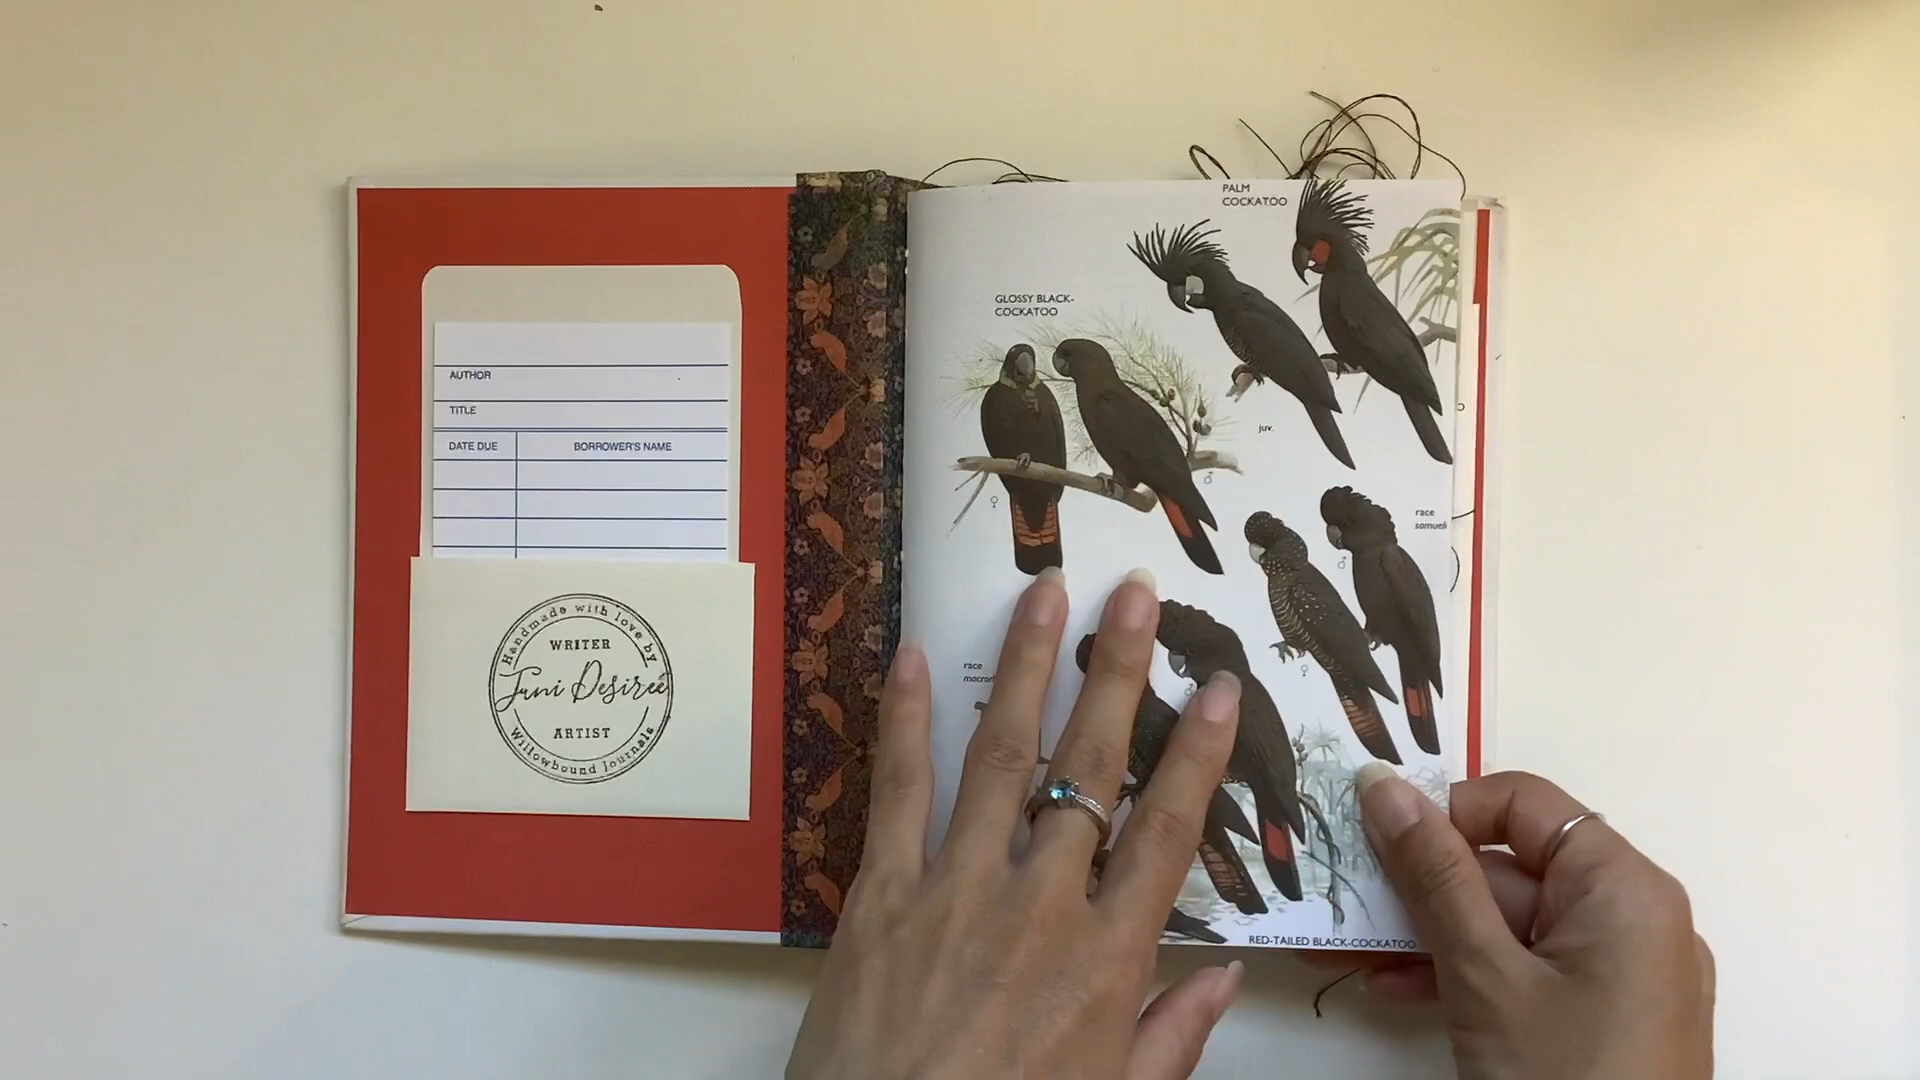 AUTHOR
TITLE
DATE DUE BORROWER'S NAME
Handmade with love by
WRITER
Juni Desireé
ARTIST
Willowbound Journals
PALM
COCKATOO
GLOSSY BLACK-
COCKATOO
juv.
♂
♀
race
samueli
♂
♀
race
RED-TAILED BLACK-COCKATOO